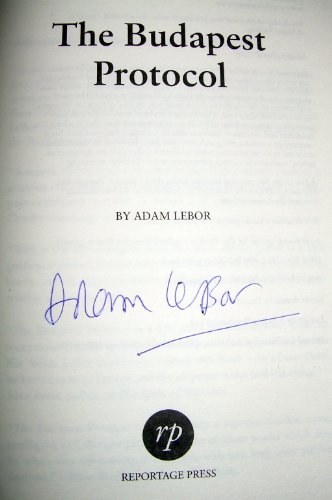 The Budapest
Protocol
BY ADAM LEBOR
Adam LeBor
rp
REPORTAGE PRESS